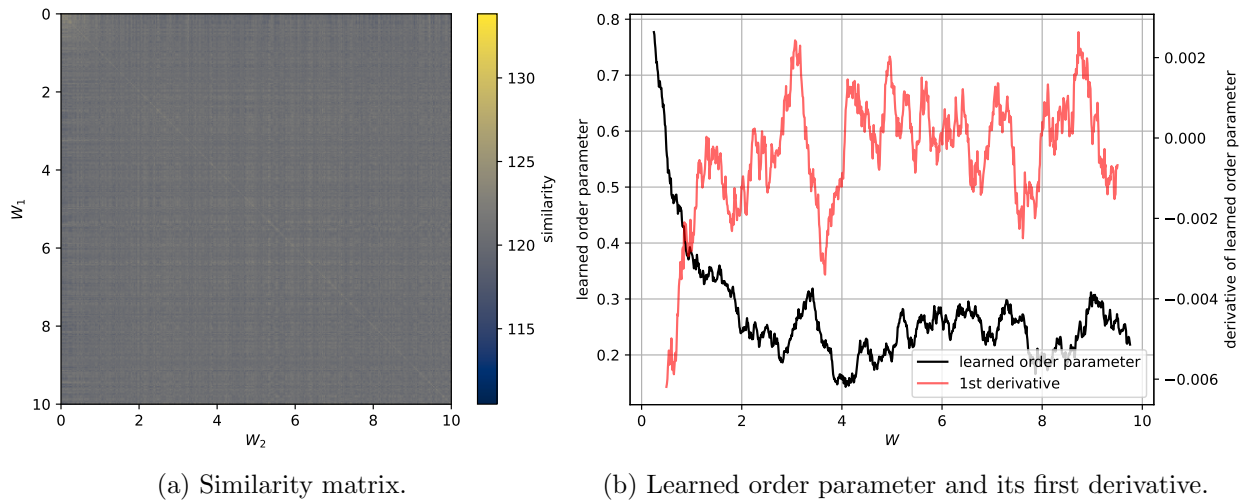 0
2
4
6
8
10
W₁
0 2 4 6 8 10
W₂
130
125
120
115
similarity
0.8
0.7
0.6
0.5
0.4
0.3
0.2
learned order parameter
0 2 4 6 8 10
W
0.002
0.000
−0.002
−0.004
−0.006
derivative of learned order parameter
learned order parameter
1st derivative
(a) Similarity matrix.
(b) Learned order parameter and its first derivative.